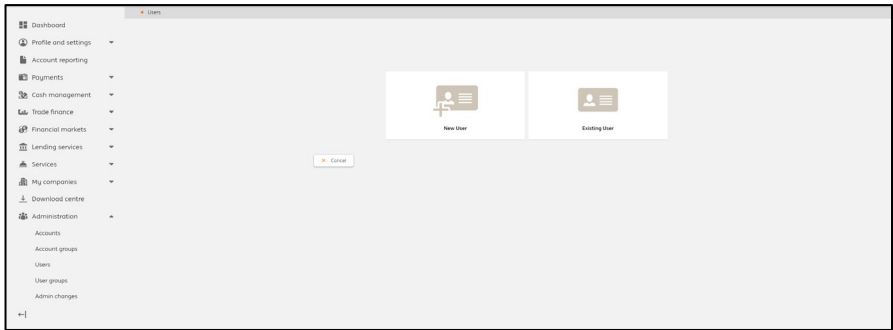 Users
Dashboard
Profile and settings
Account reporting
Payments
Cash management
Trade finance
Financial markets
Lending services
Services
My companies
Download centre
Administration
Accounts
Account groups
Users
User groups
Admin changes
New User
Existing User
Cancel